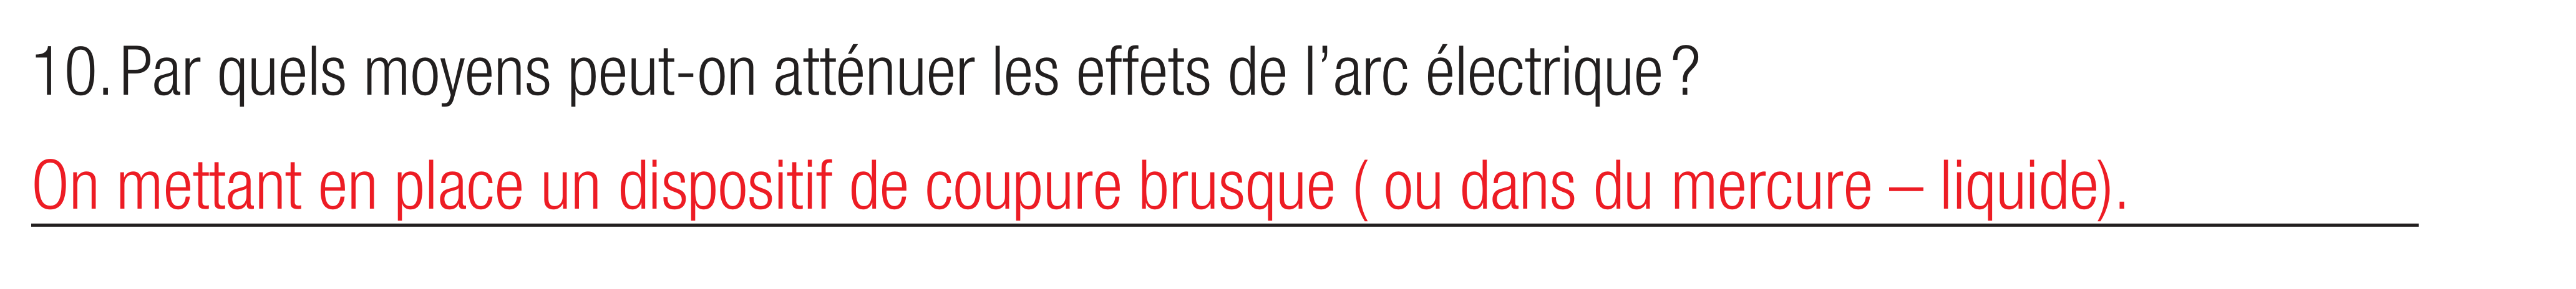 10. Par quels moyens peut-on atténuer les effets de l’arc électrique ?
On mettant en place un dispositif de coupure brusque ( ou dans du mercure – liquide).